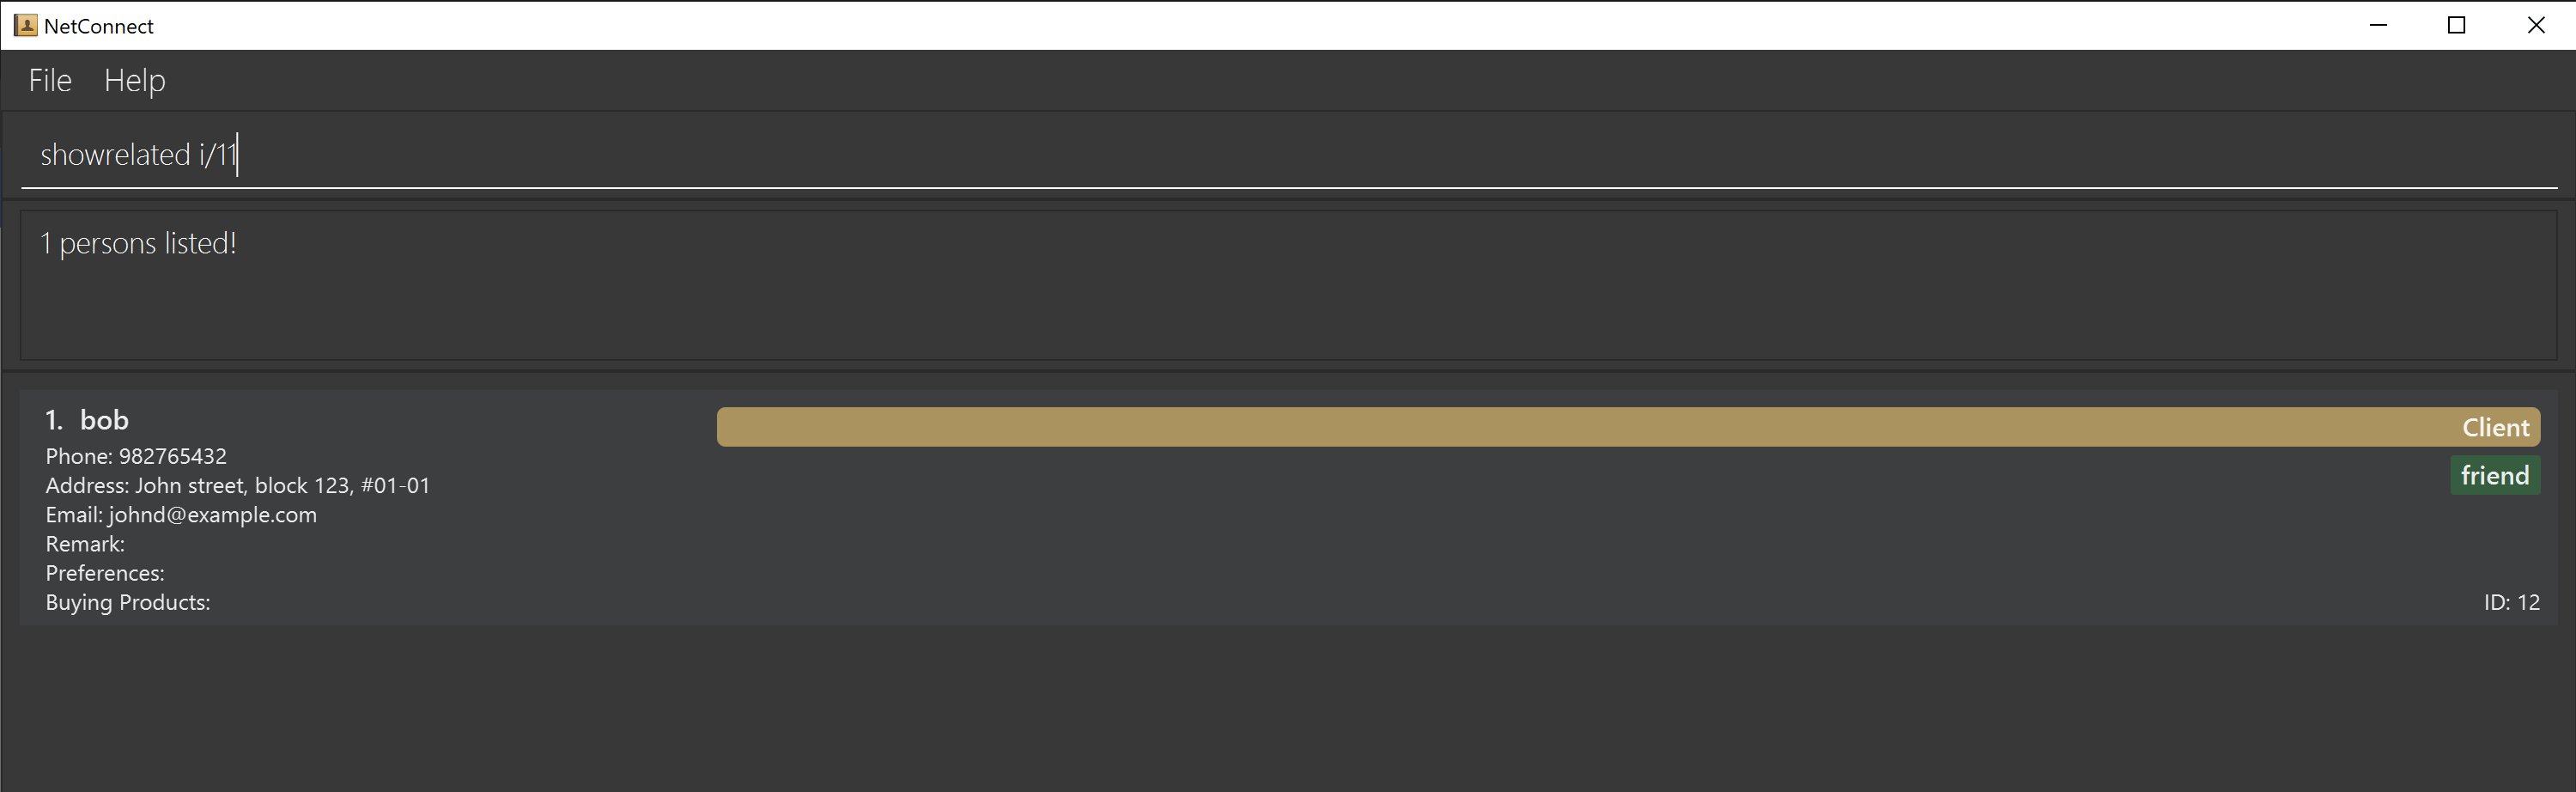 NetConnect
File Help
showrelated i/11
1 persons listed!
1. bob
Client
Phone: 982765432
friend
Address: John street, block 123, #01-01
Email: johnd@example.com
Remark:
Preferences:
Buying Products:
ID: 12